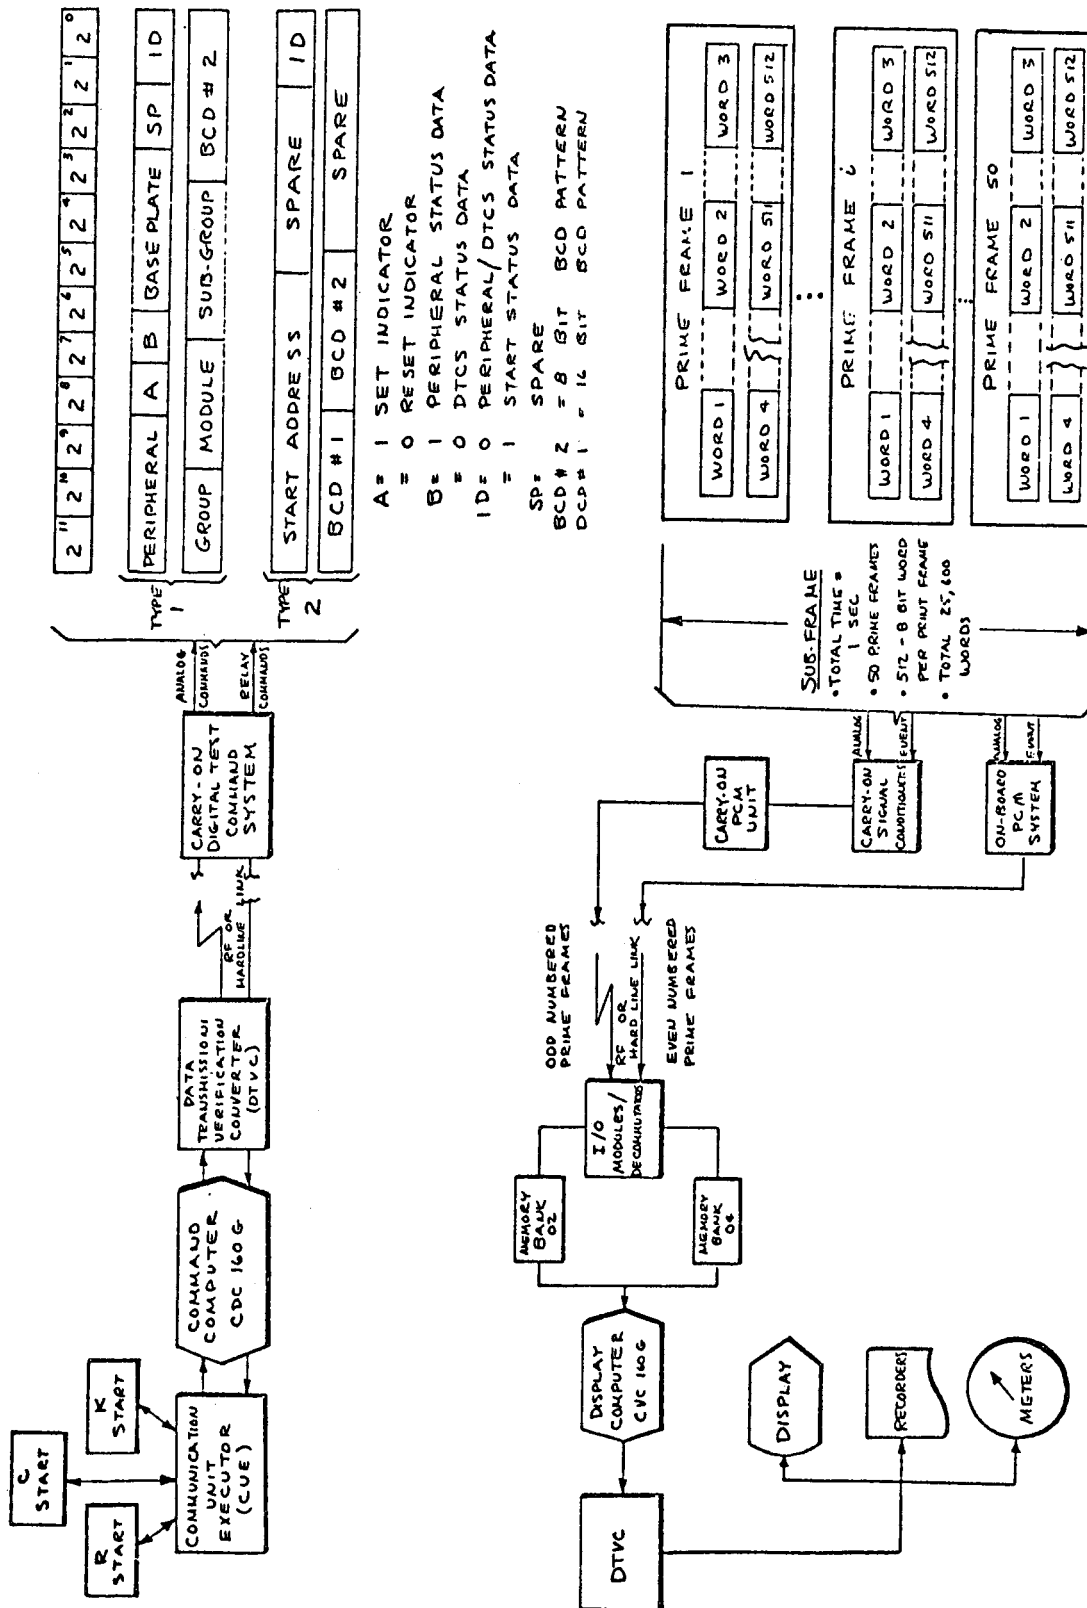 R
START
C
START
K
START
COMMUNICATION
UNIT
EXECUTOR
(CUE)
COMMAND
COMPUTER
CDC 160G
DATA
TRANSMISSION
VERIFICATION
CONVERTER
(DTVC)
RF OR
HARDLINE LINK
CARRY-ON
DIGITAL TEST
COMMAND
SYSTEM
ANALOG
COMMANDS
RELAY
COMMANDS
2¹¹ 2¹⁰ 2⁹ 2⁸ 2⁷ 2⁶ 2⁵ 2⁴ 2³ 2² 2¹ 2⁰
TYPE
1
PERIPHERAL A B BASE PLATE SP ID
GROUP MODULE SUB-GROUP BCD # 2
TYPE
2
START ADDRESS SPARE ID
BCD # 1 BCD # 2 SPARE
A = 1 SET INDICATOR
= 0 RESET INDICATOR
B = 1 PERIPHERAL STATUS DATA
= 0 DTCS STATUS DATA
ID = 0 PERIPHERAL/DTCS STATUS DATA
= 1 START STATUS DATA
SP = SPARE
BCD # 2 = 8 BIT BCD PATTERN
DCD # 1 = 16 BIT BCD PATTERN
DTVC
DISPLAY
COMPUTER
CVC 160G
DISPLAY
RECORDERS
METERS
MEMORY
BANK
02
MEMORY
BANK
04
I/O
MODULES/
DECOMMUTATORS
ODD NUMBERED
PRIME FRAMES
RF OR
HARD LINE LINK
EVEN NUMBERED
PRIME FRAMES
CARRY-ON
PCM
UNIT
CARRY-ON
SIGNAL
CONDITIONERS
ON-BOARD
PCM
SYSTEM
ANALOG
EVENT
ANALOG
EVENT
SUB-FRAME
• TOTAL TIME =
1 SEC
• 50 PRIME FRAMES
• 512 - 8 BIT WORD
PER PRINT FRAME
• TOTAL 25,600
WORDS
PRIME FRAME 1
WORD 1 WORD 2 WORD 3
WORD 4 WORD 511 WORD 512
PRIME FRAME i
WORD 1 WORD 2 WORD 3
WORD 4 WORD 511 WORD 512
PRIME FRAME 50
WORD 1 WORD 2 WORD 3
WORD 4 WORD 511 WORD 512